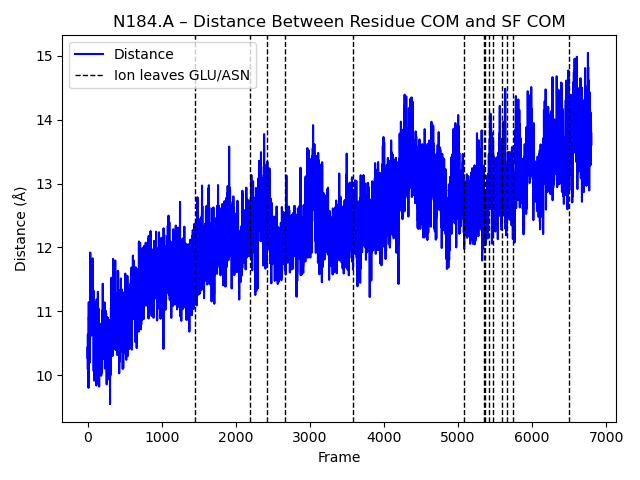 N184.A – Distance Between Residue COM and SF COM
Distance
Ion leaves GLU/ASN
15
14
13
12
11
10
Distance (Å)
0 1000 2000 3000 4000 5000 6000 7000
Frame